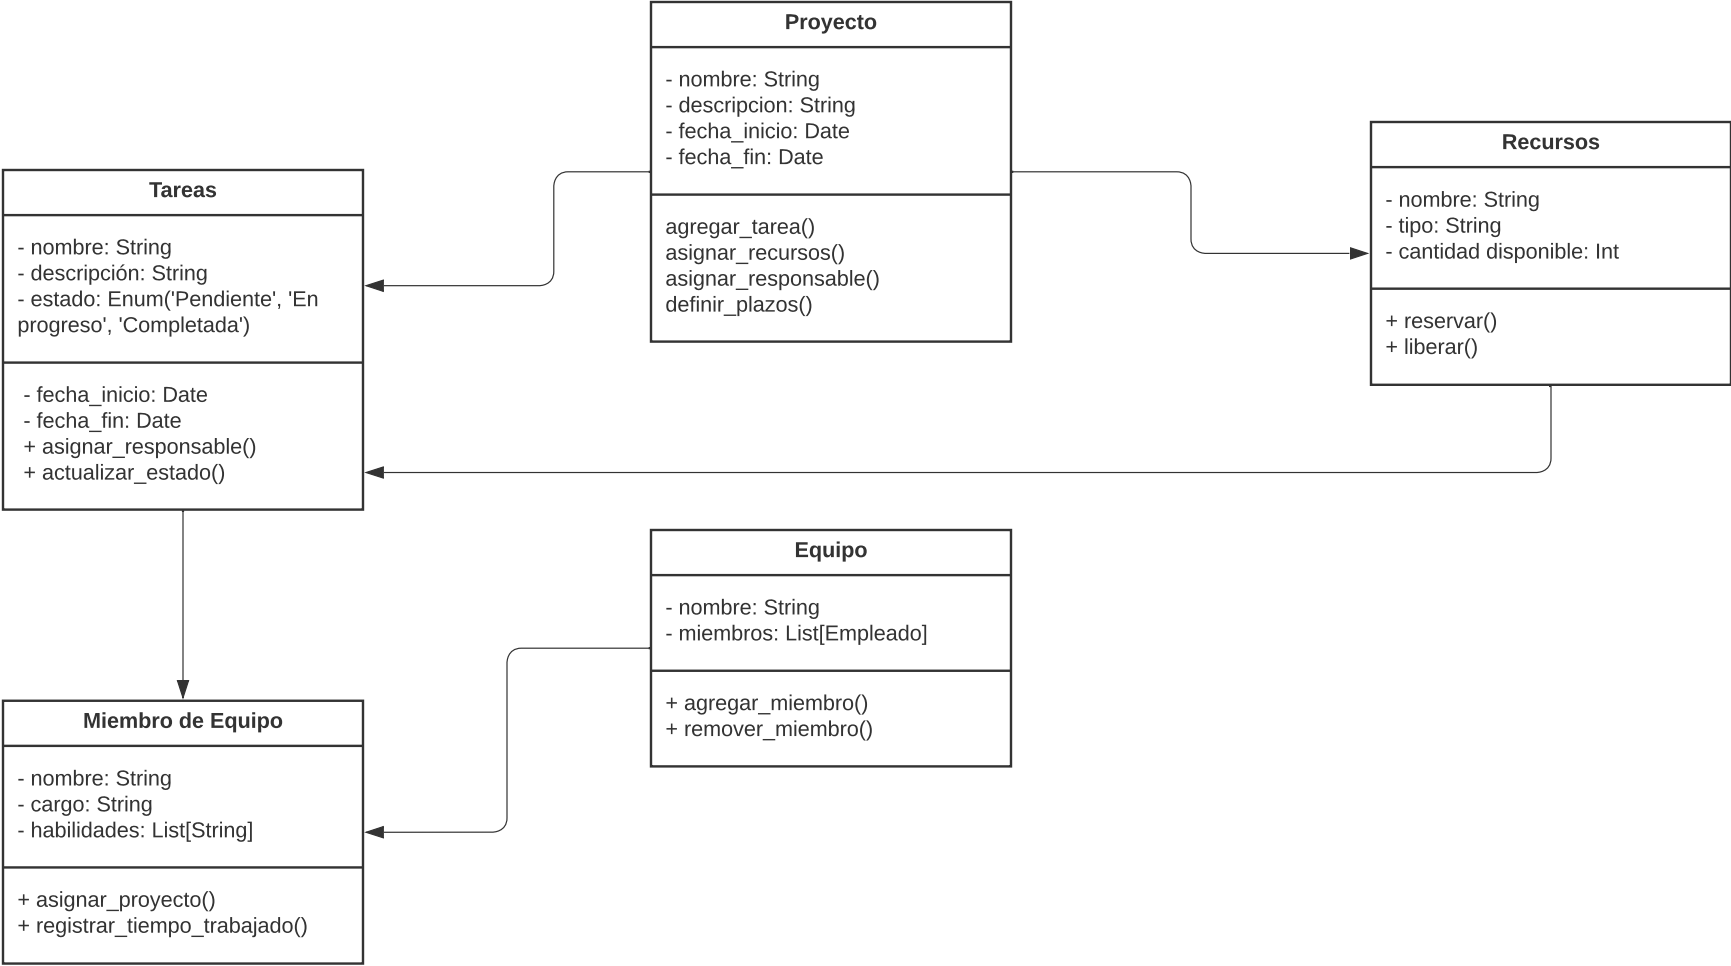 Proyecto
- nombre: String
- descripcion: String
- fecha_inicio: Date
- fecha_fin: Date
agregar_tarea()
asignar_recursos()
asignar_responsable()
definir_plazos()
Recursos
- nombre: String
- tipo: String
- cantidad disponible: Int
+ reservar()
+ liberar()
Tareas
- nombre: String
- descripción: String
- estado: Enum('Pendiente', 'En
progreso', 'Completada')
- fecha_inicio: Date
- fecha_fin: Date
+ asignar_responsable()
+ actualizar_estado()
Equipo
- nombre: String
- miembros: List[Empleado]
+ agregar_miembro()
+ remover_miembro()
Miembro de Equipo
- nombre: String
- cargo: String
- habilidades: List[String]
+ asignar_proyecto()
+ registrar_tiempo_trabajado()